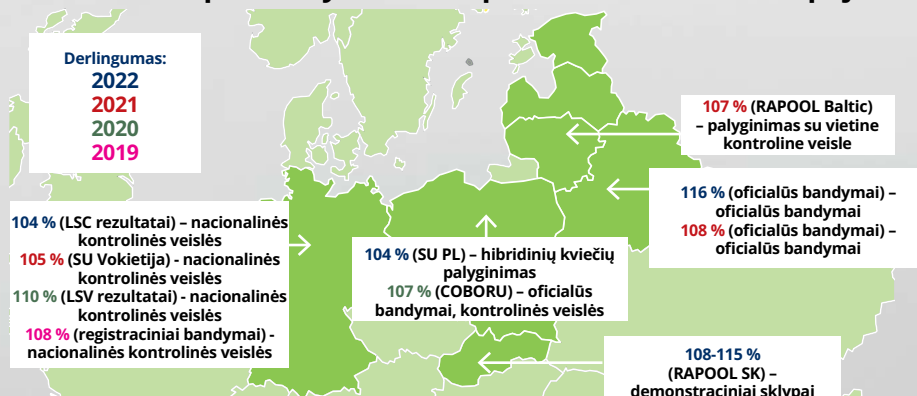 Derlingumas:
2022
2021
2020
2019
107 % (RAPOOL Baltic)
– palyginimas su vietine
kontroline veisle
116 % (oficialūs bandymai) –
oficialūs bandymai
108 % (oficialūs bandymai) –
oficialūs bandymai
104 % (LSC rezultatai) – nacionalinės
kontrolinės veislės
105 % (SU Vokietija) - nacionalinės
kontrolinės veislės
110 % (LSV rezultatai) - nacionalinės
kontrolinės veislės
108 % (registraciniai bandymai) -
nacionalinės kontrolinės veislės
104 % (SU PL) – hibridinių kviečių
palyginimas
107 % (COBORU) – oficialūs
bandymai, kontrolinės veislės
108-115 %
(RAPOOL SK) –
demonstraciniai sklypai